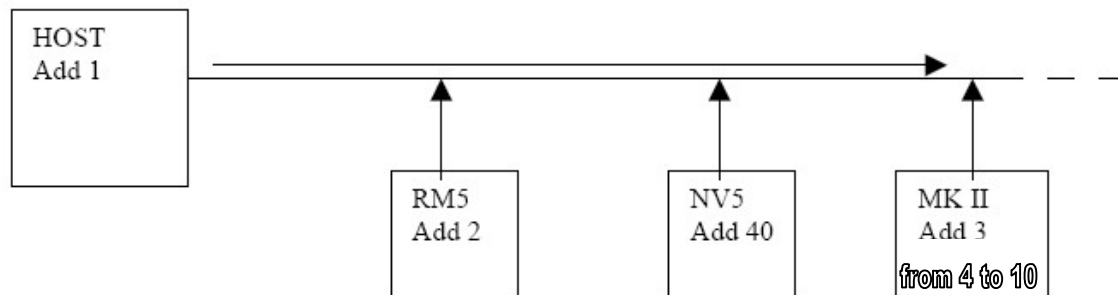 HOST
Add 1
RM5
Add 2
NV5
Add 40
MK II
Add 3
from 4 to 10